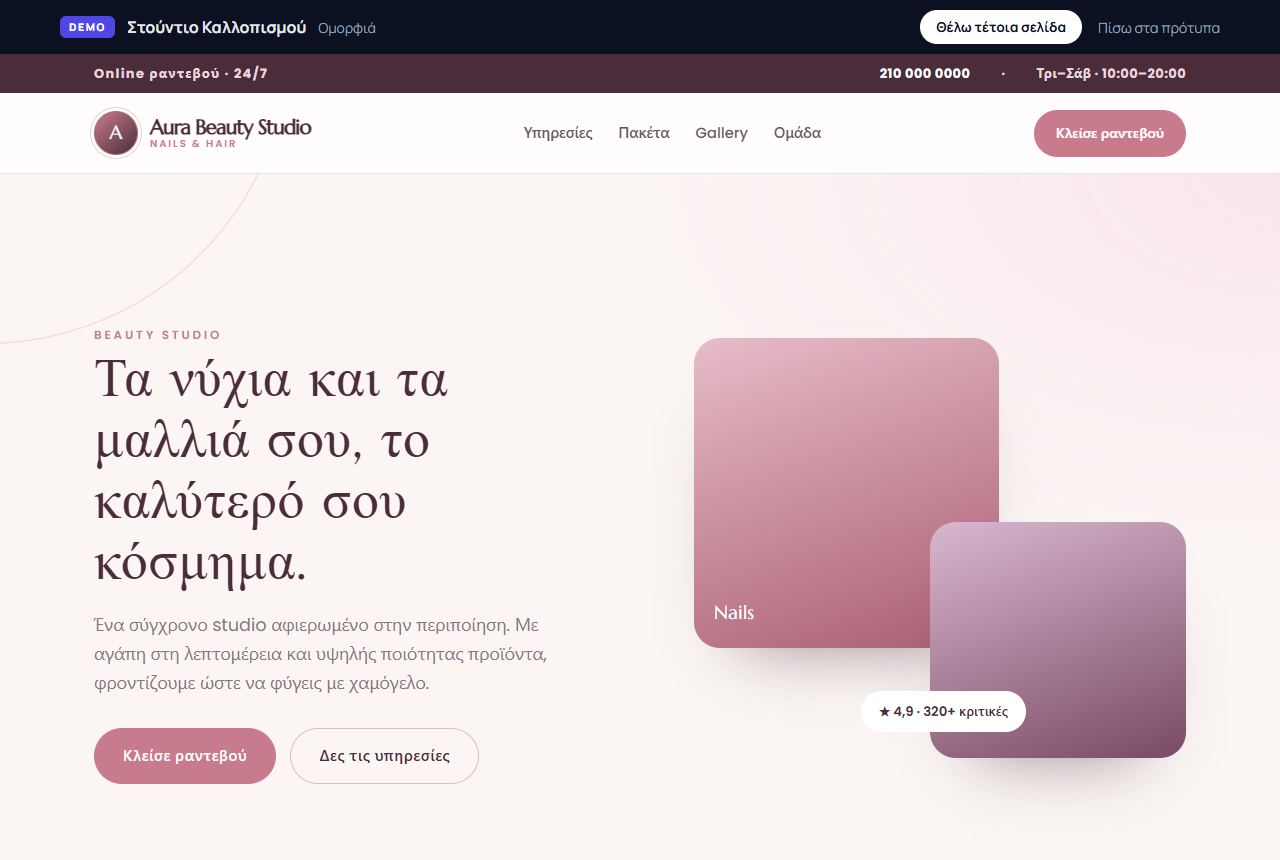 DEMO Στούντιο Καλλοπισμού Ομορφιά Θέλω τέτοια σελίδα Πίσω στα πρότυπα
Online ραντεβού · 24/7 210 000 0000 · Τρι–Σάβ · 10:00–20:00
A Aura Beauty Studio
NAILS & HAIR
Υπηρεσίες Πακέτα Gallery Ομάδα Κλείσε ραντεβού
BEAUTY STUDIO
Τα νύχια και τα
μαλλιά σου, το
καλύτερό σου
κόσμημα.
Ένα σύγχρονο studio αφιερωμένο στην περιποίηση. Με
αγάπη στη λεπτομέρεια και υψηλής ποιότητας προϊόντα,
φροντίζουμε ώστε να φύγεις με χαμόγελο.
Κλείσε ραντεβού Δες τις υπηρεσίες
Nails
★ 4,9 · 320+ κριτικές